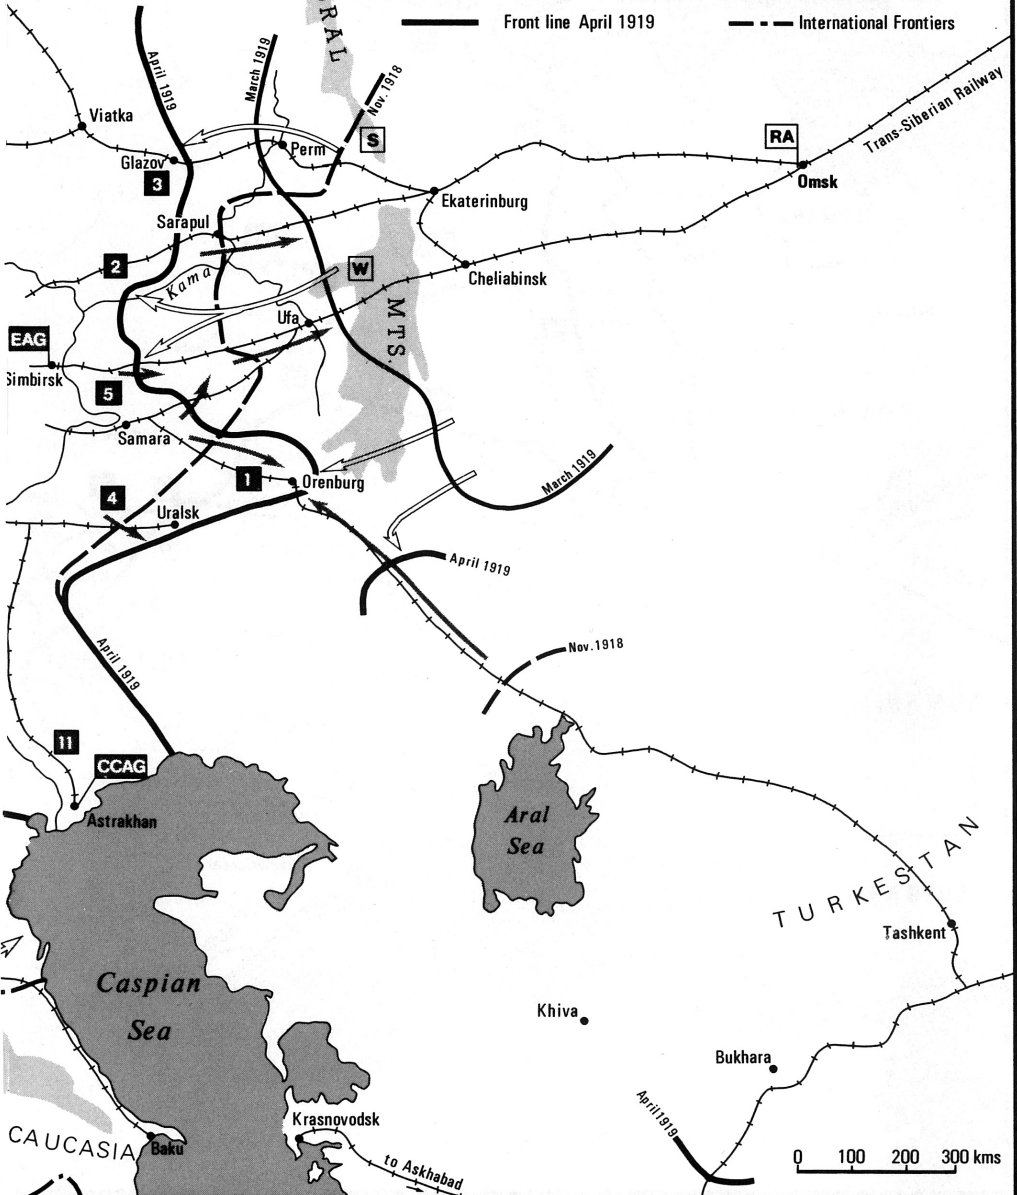 Front line April 1919
International Frontiers
RAL
April 1919
March 1919
Nov. 1918
Trans-Siberian Railway
Viatka
S
RA
Perm
Glazov
3
Omsk
Ekaterinburg
Sarapul
2
W
Kama
Cheliabinsk
MTS.
Ufa
EAG
Simbirsk
5
Samara
March 1919
1
Orenburg
4
Uralsk
April 1919
April 1919
Nov. 1918
11
CCAG
Astrakhan
Aral
Sea
TURKESTAN
Tashkent
Caspian
Sea
Khiva
Bukhara
April 1919
Krasnovodsk
CAUCASIA
Baku
to Askhabad
0 100 200 300 kms